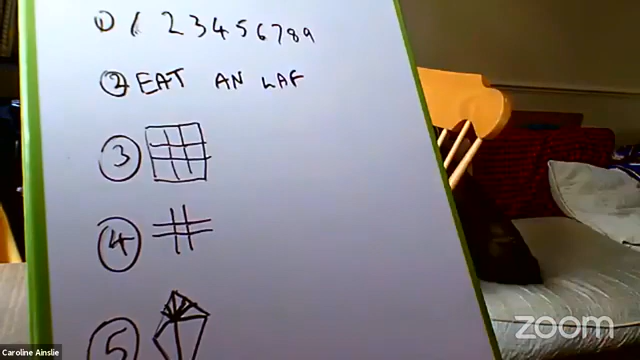 ① 1 2 3 4 5 6 7 8 9
② EAT AN LAF
③
④
⑤
zoom
Caroline Ainslie